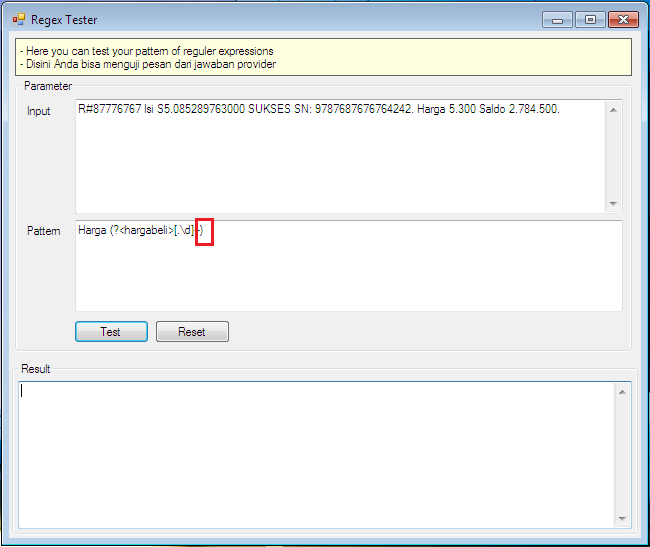 Regex Tester
- Here you can test your pattern of reguler expressions
- Disini Anda bisa menguji pesan dari jawaban provider
Parameter
Input
R#87776767 Isi S5.085289763000 SUKSES SN: 9787687676764242. Harga 5.300 Saldo 2.784.500.
Pattern
Harga (?<hargabeli>[.\d]+)
Test
Reset
Result